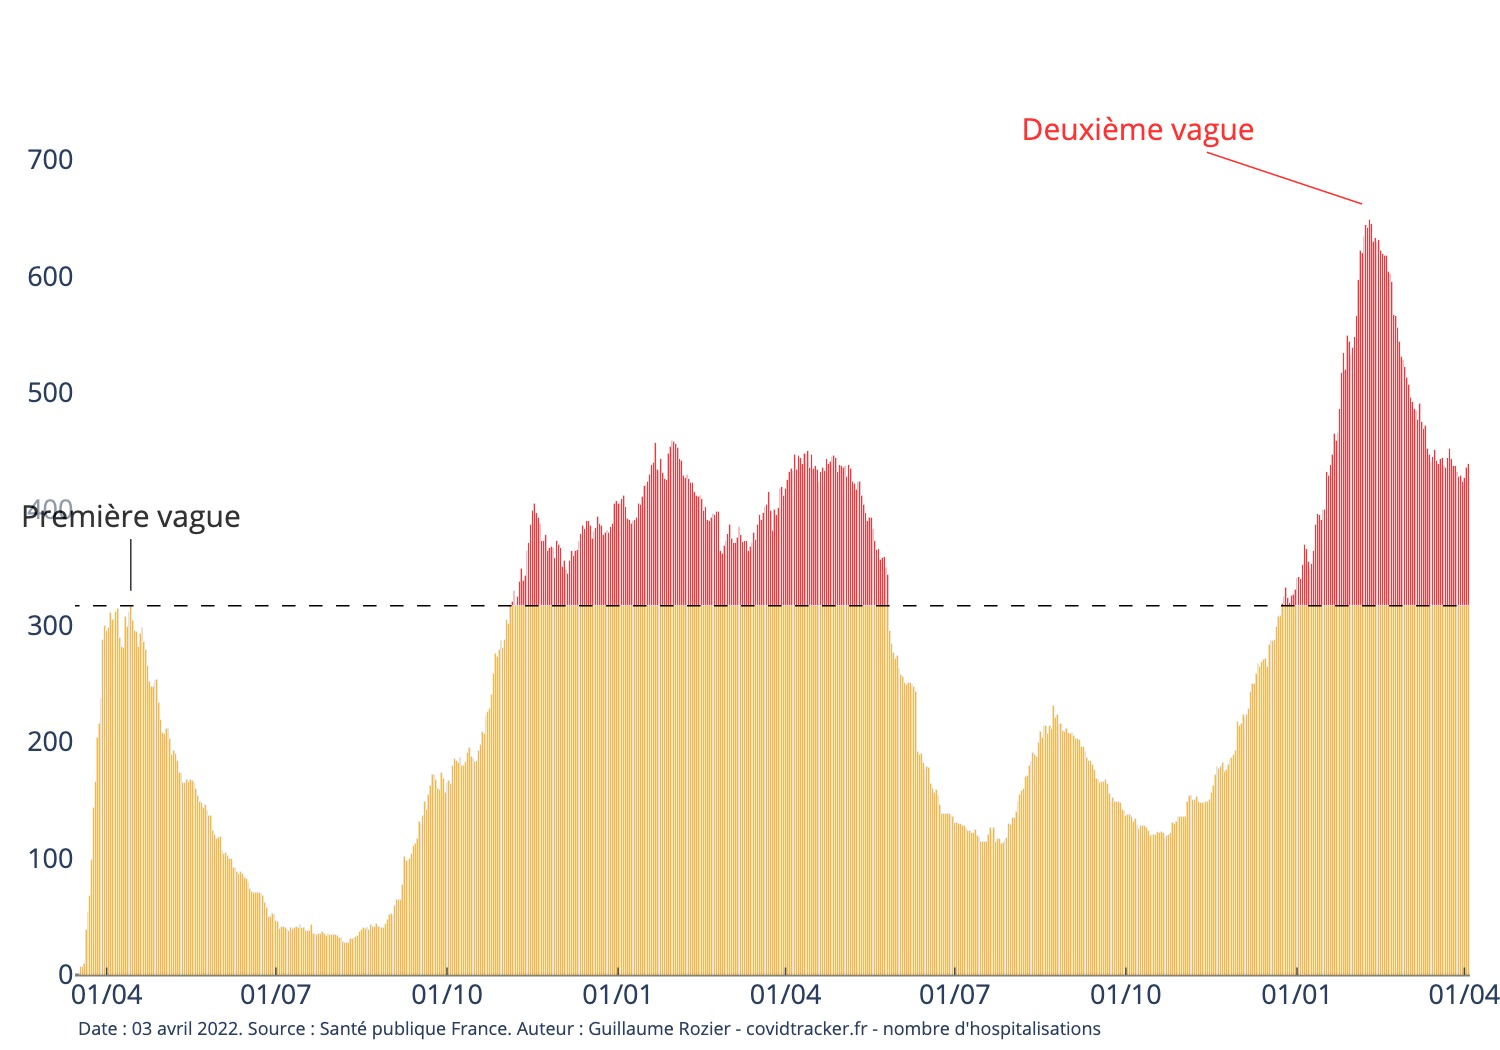 Deuxième vague
700
600
500
400
Première vague
300
200
100
0
01/04 01/07 01/10 01/01 01/04 01/07 01/10 01/01 01/04
Date : 03 avril 2022. Source : Santé publique France. Auteur : Guillaume Rozier - covidtracker.fr - nombre d'hospitalisations